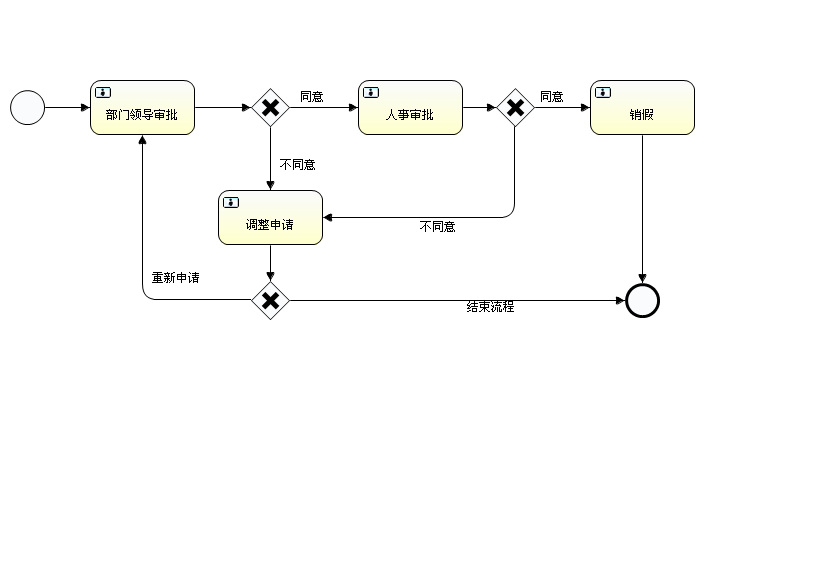 同意
同意
部门领导审批
人事审批
销假
不同意
调整申请
不同意
重新申请
结束流程